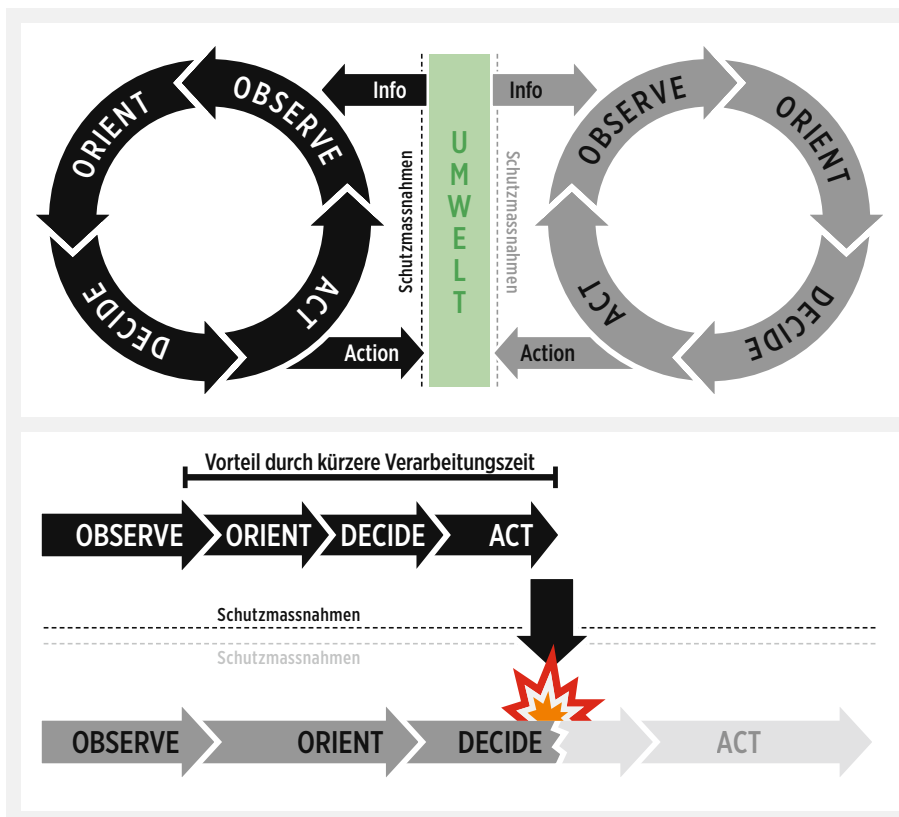 ORIENT
OBSERVE
DECIDE
ACT
Info
Action
Schutzmassnahmen
UMWELT
Schutzmassnahmen
Info
Action
OBSERVE
ORIENT
ACT
DECIDE
Vorteil durch kürzere Verarbeitungszeit
OBSERVE ORIENT DECIDE ACT
Schutzmassnahmen
Schutzmassnahmen
OBSERVE ORIENT DECIDE ACT